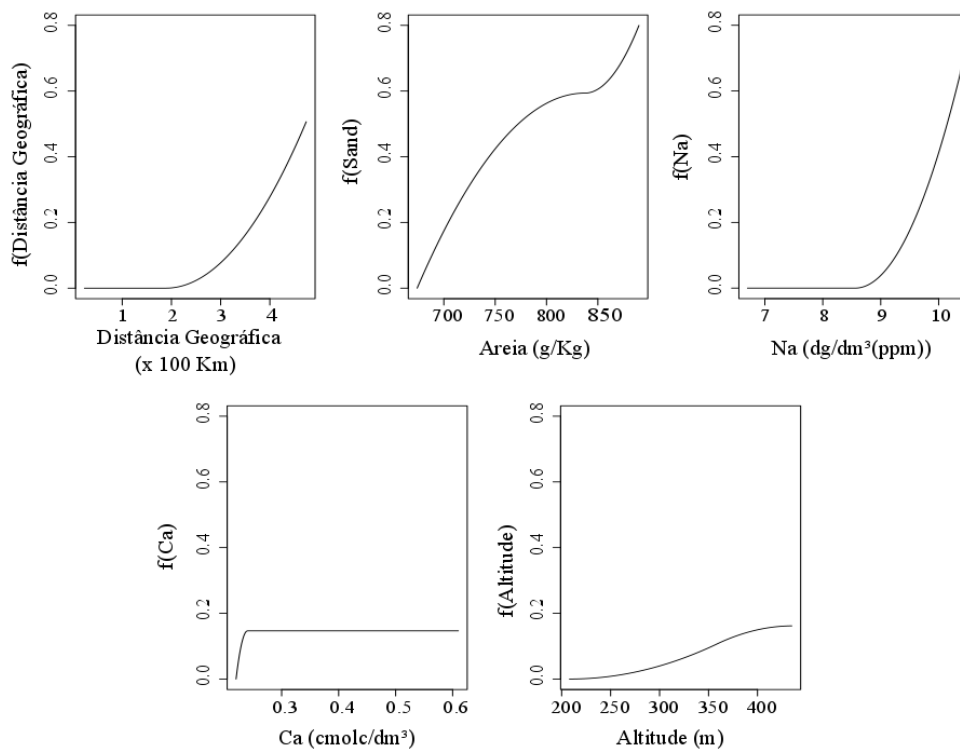 f(Distância Geográfica)
0.0 0.2 0.4 0.6 0.8
1 2 3 4
Distância Geográfica
(x 100 Km)
f(Sand)
0.0 0.2 0.4 0.6 0.8
700 750 800 850
Areia (g/Kg)
f(Na)
0.0 0.2 0.4 0.6 0.8
7 8 9 10
Na (dg/dm³(ppm))
f(Ca)
0.0 0.2 0.4 0.6 0.8
0.3 0.4 0.5 0.6
Ca (cmolc/dm³)
f(Altitude)
0.0 0.2 0.4 0.6 0.8
200 250 300 350 400
Altitude (m)